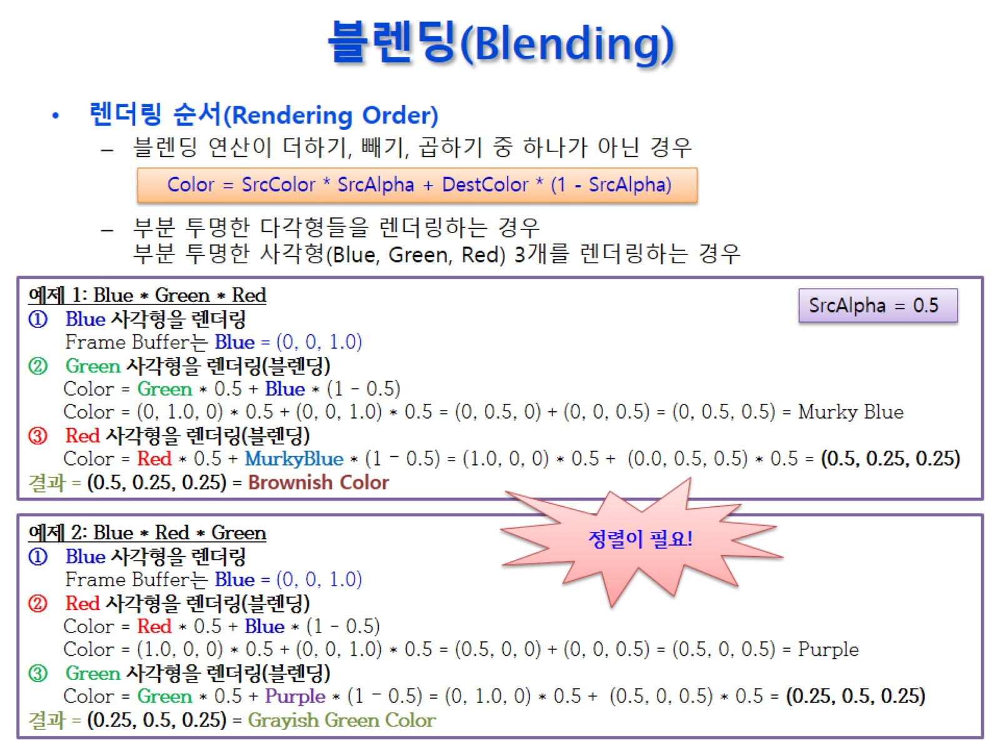 블렌딩(Blending)
• 렌더링 순서(Rendering Order)
– 블렌딩 연산이 더하기, 빼기, 곱하기 중 하나가 아닌 경우
Color = SrcColor * SrcAlpha + DestColor * (1 - SrcAlpha)
– 부분 투명한 다각형들을 렌더링하는 경우
부분 투명한 사각형(Blue, Green, Red) 3개를 렌더링하는 경우
예제 1: Blue * Green * Red
SrcAlpha = 0.5
① Blue 사각형을 렌더링
Frame Buffer는 Blue = (0, 0, 1.0)
② Green 사각형을 렌더링(블렌딩)
Color = Green * 0.5 + Blue * (1 – 0.5)
Color = (0, 1.0, 0) * 0.5 + (0, 0, 1.0) * 0.5 = (0, 0.5, 0) + (0, 0, 0.5) = (0, 0.5, 0.5) = Murky Blue
③ Red 사각형을 렌더링(블렌딩)
Color = Red * 0.5 + MurkyBlue * (1 – 0.5) = (1.0, 0, 0) * 0.5 + (0.0, 0.5, 0.5) * 0.5 = (0.5, 0.25, 0.25)
결과 = (0.5, 0.25, 0.25) = Brownish Color
정렬이 필요!
예제 2: Blue * Red * Green
① Blue 사각형을 렌더링
Frame Buffer는 Blue = (0, 0, 1.0)
② Red 사각형을 렌더링(블렌딩)
Color = Red * 0.5 + Blue * (1 – 0.5)
Color = (1.0, 0, 0) * 0.5 + (0, 0, 1.0) * 0.5 = (0.5, 0, 0) + (0, 0, 0.5) = (0.5, 0, 0.5) = Purple
③ Green 사각형을 렌더링(블렌딩)
Color = Green * 0.5 + Purple * (1 – 0.5) = (0, 1.0, 0) * 0.5 + (0.5, 0, 0.5) * 0.5 = (0.25, 0.5, 0.25)
결과 = (0.25, 0.5, 0.25) = Grayish Green Color